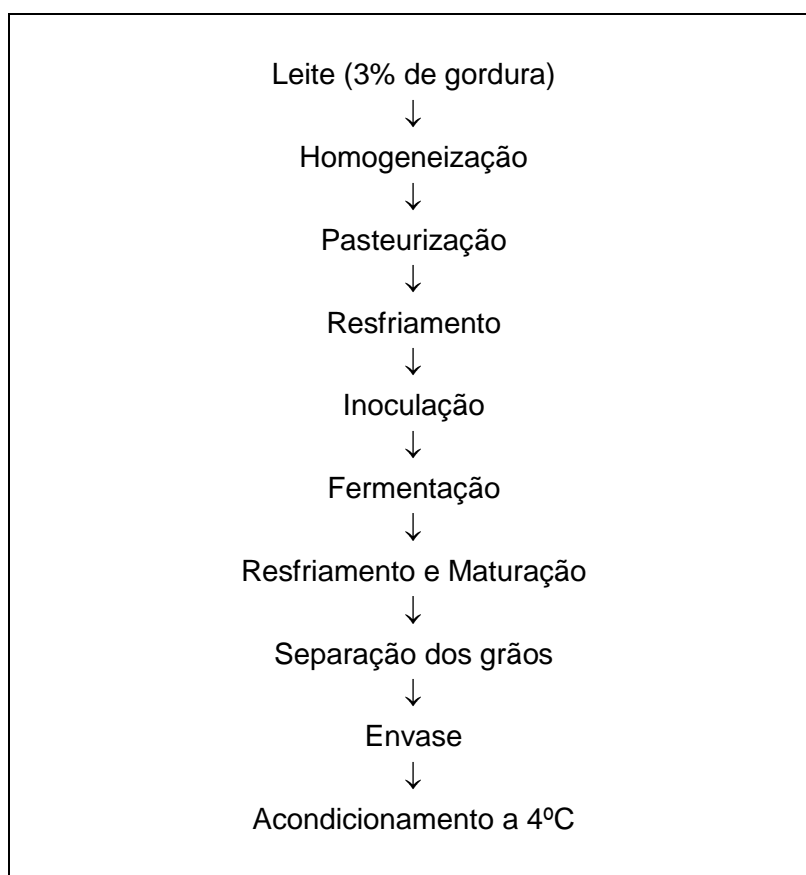 Leite (3% de gordura)
↓
Homogeneização
↓
Pasteurização
↓
Resfriamento
↓
Inoculação
↓
Fermentação
↓
Resfriamento e Maturação
↓
Separação dos grãos
↓
Envase
↓
Acondicionamento a 4ºC